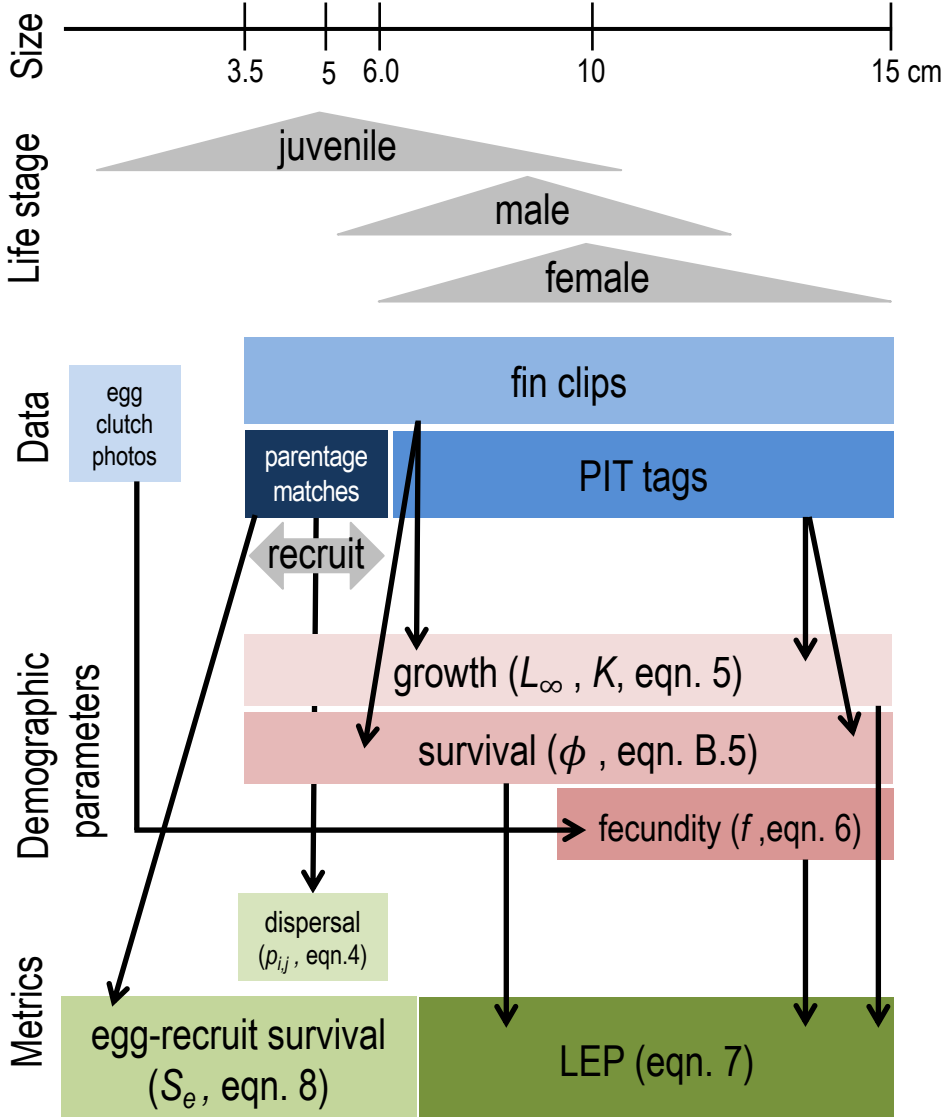 Size
3.5 5 6.0 10 15 cm
Life stage
juvenile
male
female
Data
egg
clutch
photos
fin clips
parentage
matches
PIT tags
recruit
Demographic
parameters
growth (L∞ , K, eqn. 5)
survival (ϕ , eqn. B.5)
fecundity (f ,eqn. 6)
dispersal
(pi,j , eqn.4)
Metrics
egg-recruit survival
(Se , eqn. 8)
LEP (eqn. 7)